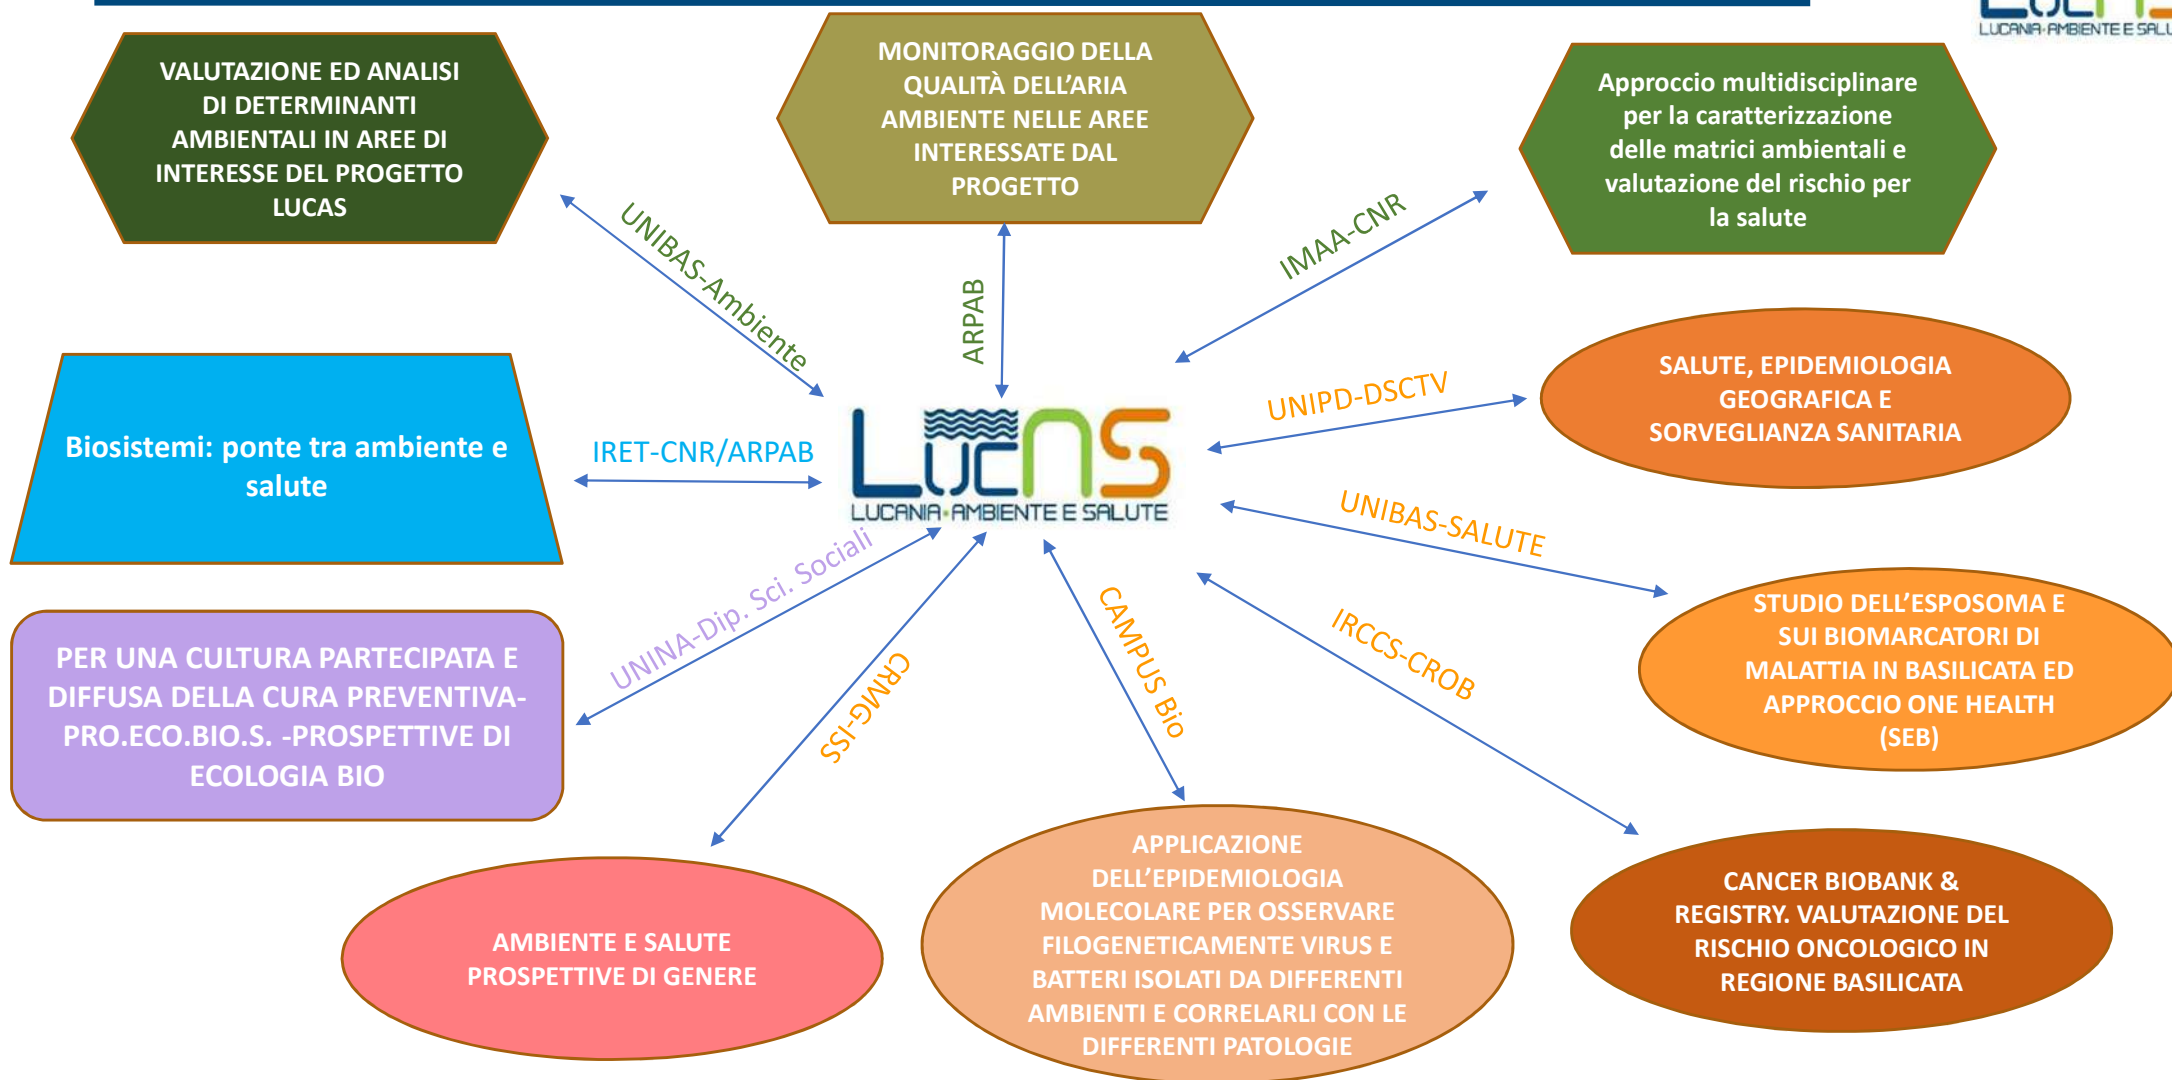 LUCAS
LUCANIA·AMBIENTE E SALU
VALUTAZIONE ED ANALISI
DI DETERMINANTI
AMBIENTALI IN AREE DI
INTERESSE DEL PROGETTO
LUCAS
MONITORAGGIO DELLA
QUALITÀ DELL'ARIA
AMBIENTE NELLE AREE
INTERESSATE DAL
PROGETTO
Approccio multidisciplinare
per la caratterizzazione
delle matrici ambientali e
valutazione del rischio per
la salute
UNIBAS-Ambiente
ARPAB
IMAA-CNR
SALUTE, EPIDEMIOLOGIA
GEOGRAFICA E
SORVEGLIANZA SANITARIA
UNIPD-DSCTV
Biosistemi: ponte tra ambiente e
salute
IRET-CNR/ARPAB
LUCAS
LUCANIA·AMBIENTE E SALUTE
UNIBAS-SALUTE
STUDIO DELL'ESPOSOMA E
SUI BIOMARCATORI DI
MALATTIA IN BASILICATA ED
APPROCCIO ONE HEALTH
(SEB)
UNINA-Dip. Sci. Sociali
PER UNA CULTURA PARTECIPATA E
DIFFUSA DELLA CURA PREVENTIVA-
PRO.ECO.BIO.S. -PROSPETTIVE DI
ECOLOGIA BIO
CRMG-ISS
CAMPUS Bio
IRCCS-CROB
AMBIENTE E SALUTE
PROSPETTIVE DI GENERE
APPLICAZIONE
DELL'EPIDEMIOLOGIA
MOLECOLARE PER OSSERVARE
FILOGENETICAMENTE VIRUS E
BATTERI ISOLATI DA DIFFERENTI
AMBIENTI E CORRELARLI CON LE
DIFFERENTI PATOLOGIE
CANCER BIOBANK &
REGISTRY. VALUTAZIONE DEL
RISCHIO ONCOLOGICO IN
REGIONE BASILICATA